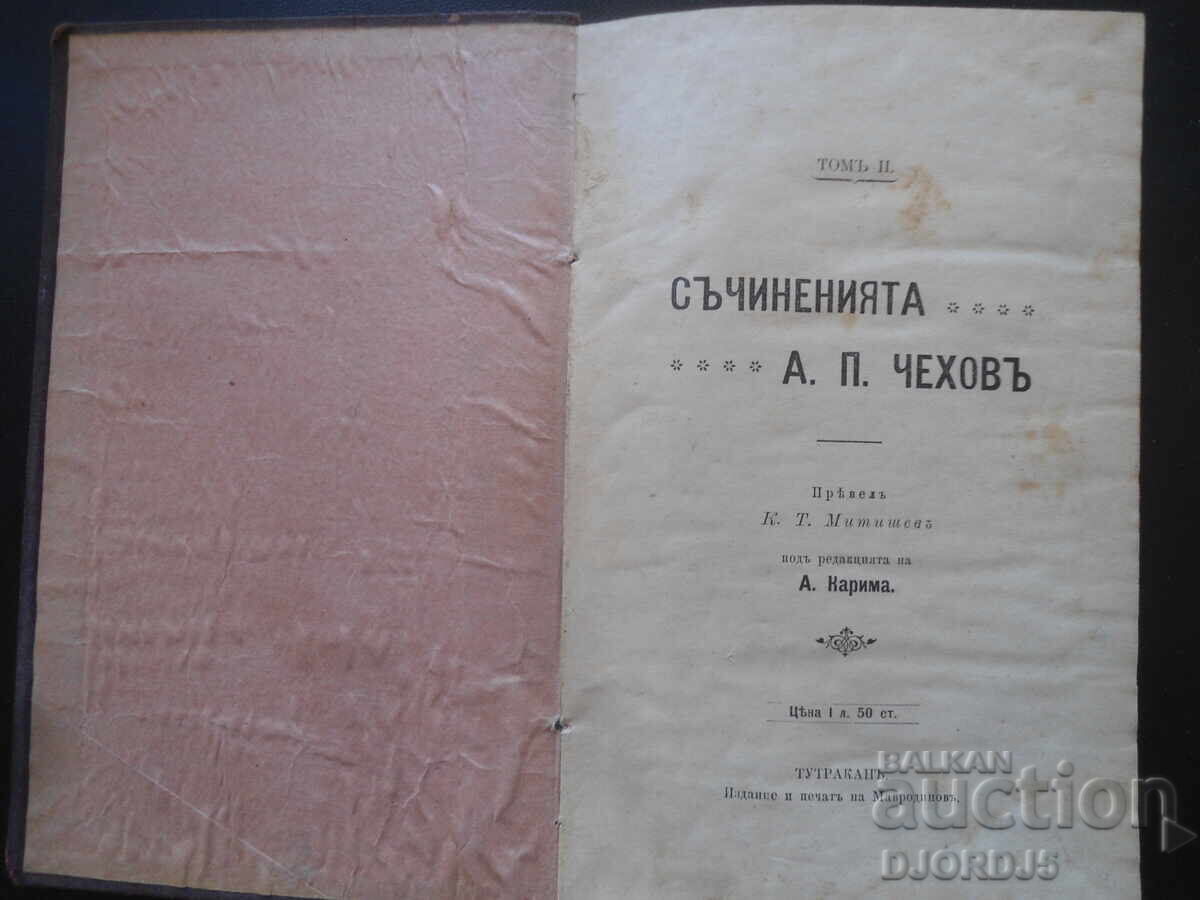 ТОМЪ II.
СЪЧИНЕНИЯТА
А. П. ЧЕХОВЪ
Прѣвелъ
К. Т. Митишевъ
подъ редакцията на
А. Карима.
Цѣна 1 л. 50 ст.
ТУТРАКАНЪ
Издание и печатъ на Мавродиновъ.
BALKAN
auction
DJORDJ5